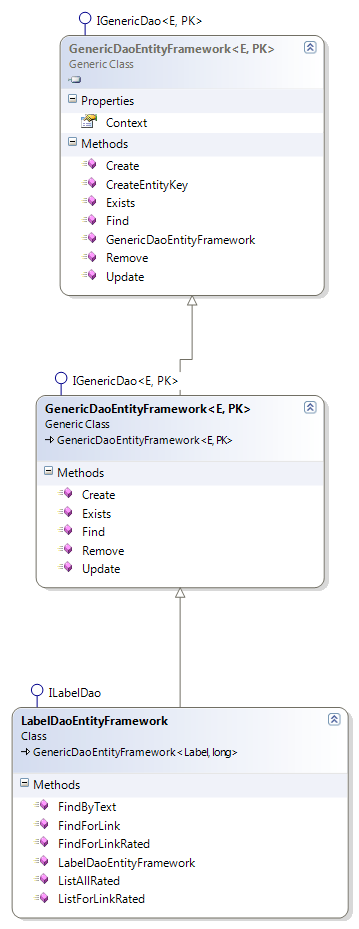 IGenericDao<E, PK>
GenericDaoEntityFramework<E, PK>
Generic Class
Properties
Context
Methods
Create
CreateEntityKey
Exists
Find
GenericDaoEntityFramework
Remove
Update
IGenericDao<E, PK>
GenericDaoEntityFramework<E, PK>
Generic Class
GenericDaoEntityFramework<E, PK>
Methods
Create
Exists
Find
Remove
Update
ILabelDao
LabelDaoEntityFramework
Class
GenericDaoEntityFramework<Label, long>
Methods
FindByText
FindForLink
FindForLinkRated
LabelDaoEntityFramework
ListAllRated
ListForLinkRated